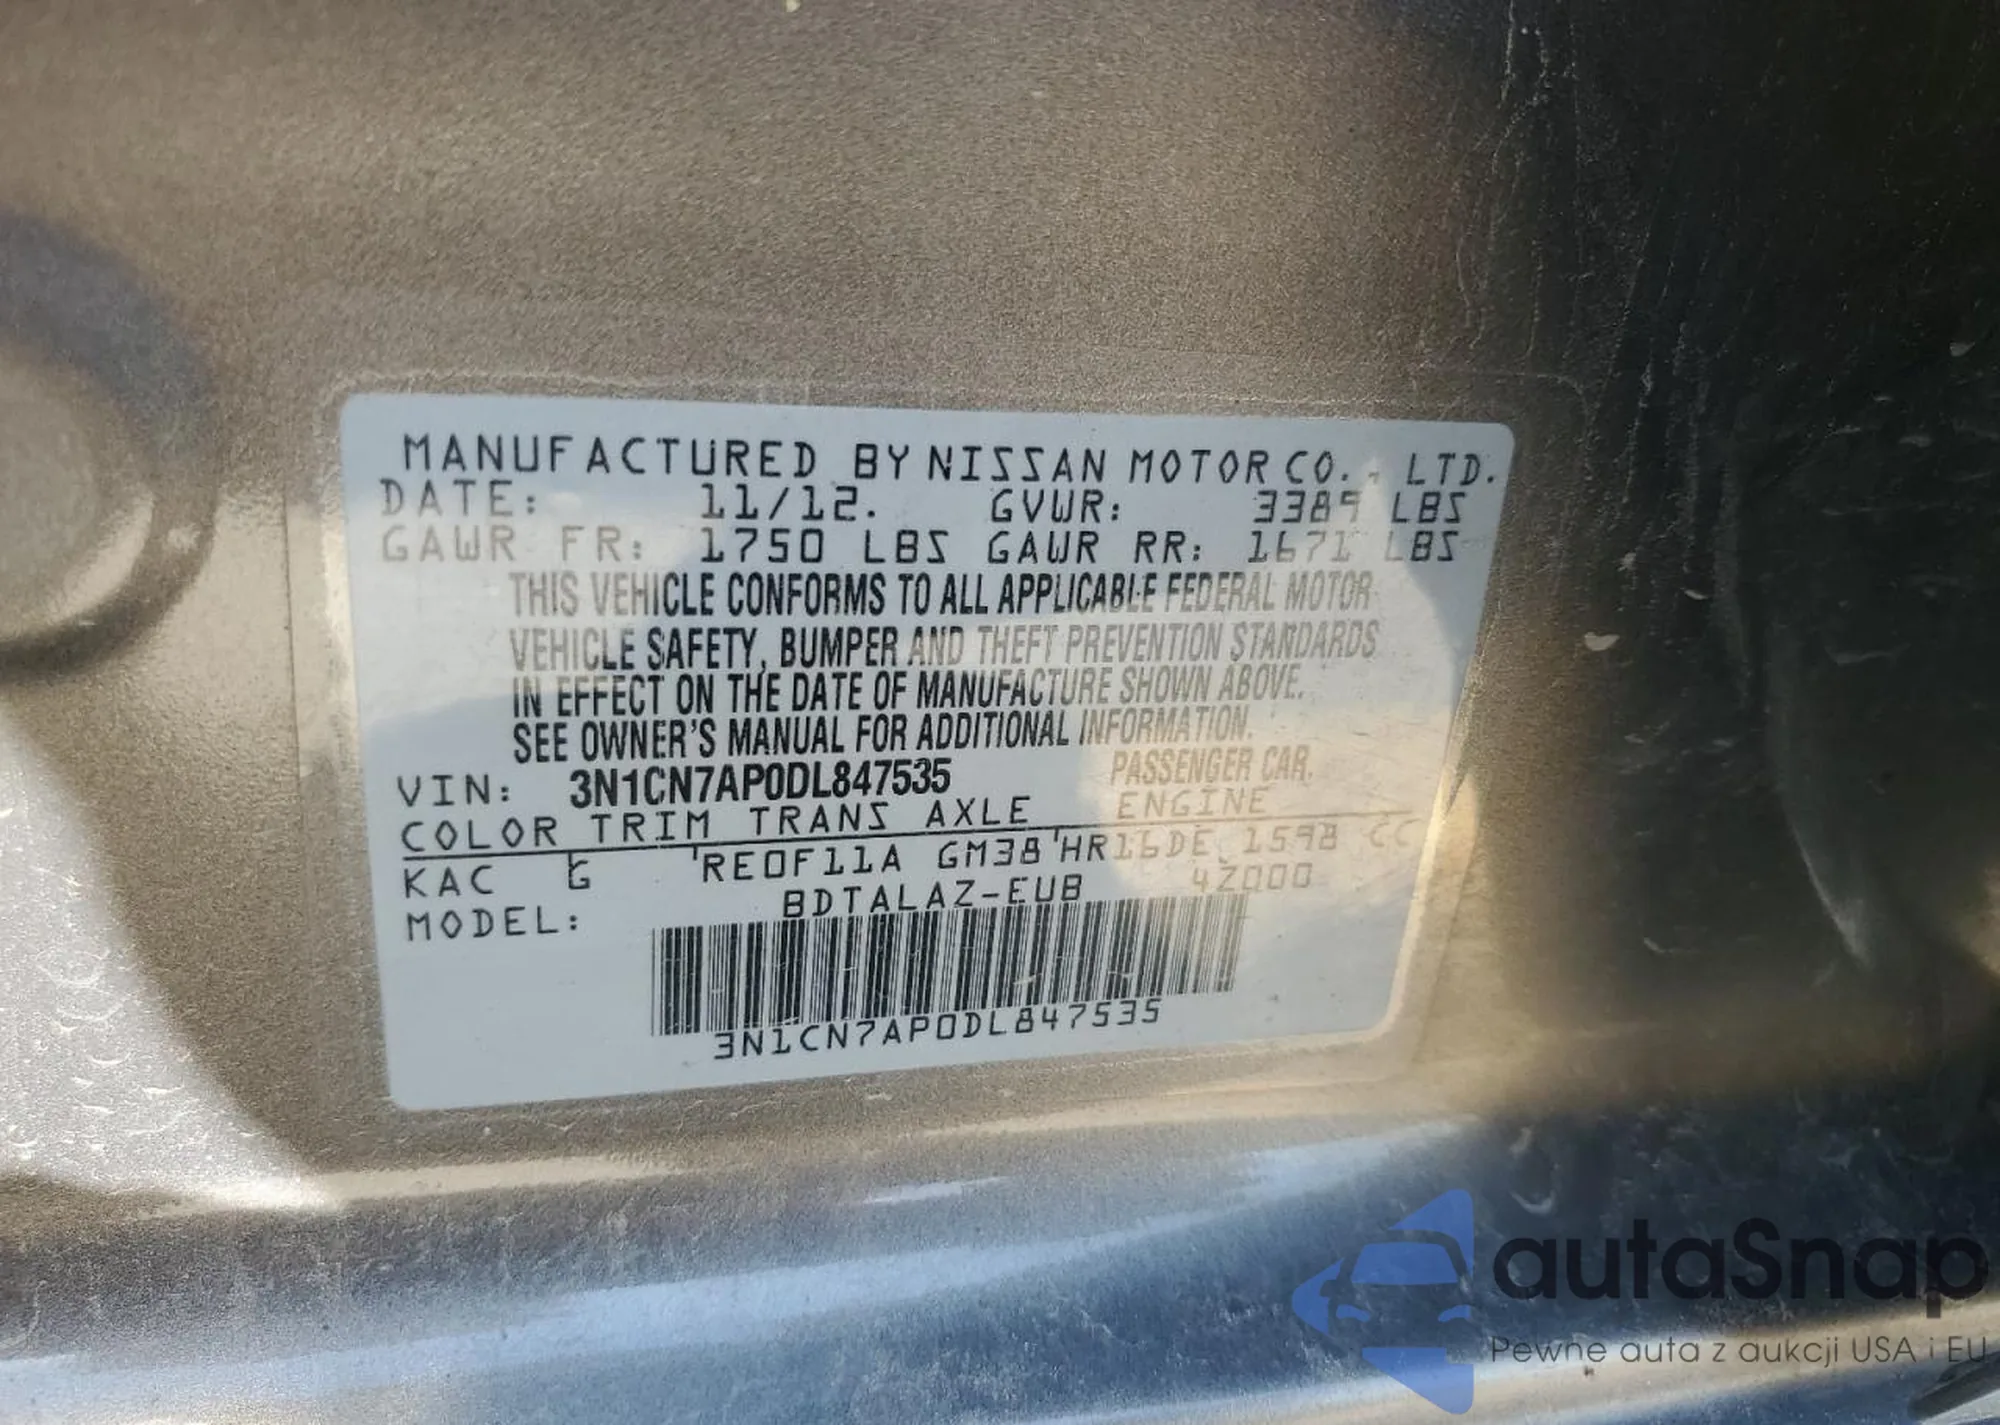 MANUFACTURED BY NISSAN MOTOR CO., LTD.
DATE: 11/12. GVWR: 3389 LBS
GAWR FR: 1750 LBS GAWR RR: 1671 LBS
THIS VEHICLE CONFORMS TO ALL APPLICABLE FEDERAL MOTOR
VEHICLE SAFETY, BUMPER AND THEFT PREVENTION STANDARDS
IN EFFECT ON THE DATE OF MANUFACTURE SHOWN ABOVE.
SEE OWNER'S MANUAL FOR ADDITIONAL INFORMATION.
VIN: 3N1CN7AP0DL847535 PASSENGER CAR.
COLOR TRIM TRANS AXLE ENGINE
KAC G RE0F11A GM38 HR16DE 1598 CC
MODEL: BDTALAZ-EUB 4Z000
3N1CN7AP0DL847535
autaSnap
Pewne auta z aukcji USA i EU